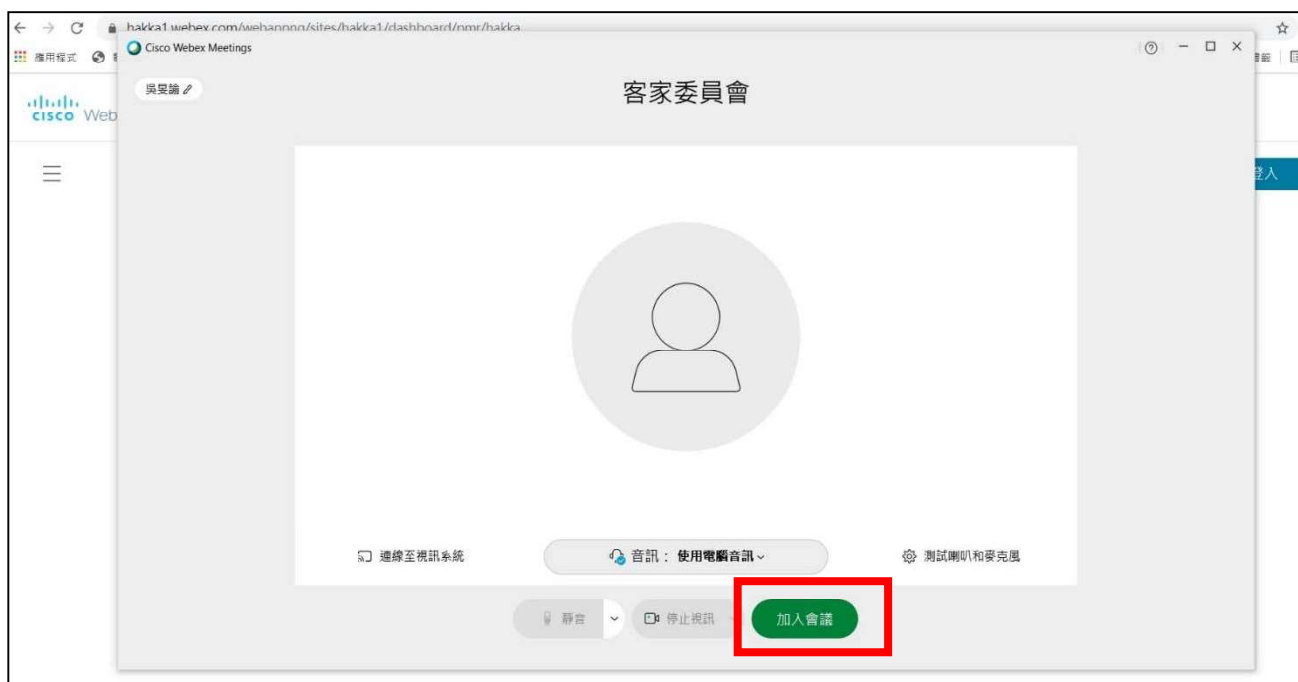 hakka1.webex.com/webappng/sites/hakka1/dashboard/pmr/hakka
應用程式
Cisco Webex Meetings
吳旻諭
客家委員會
cisco Web
登入
連線至視訊系統
音訊： 使用電腦音訊
測試喇叭和麥克風
靜音
停止視訊
加入會議